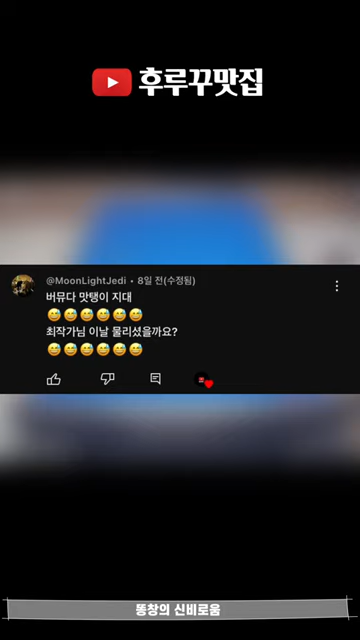 후루꾸맛집
@MoonLightJedi • 8일 전(수정됨)
버뮤다 맛탱이 지대
😅😅😅😅😅😅
최작가님 이날 물리셨을까요?
😅😅😅😅😅😅
똥창의 신비로움